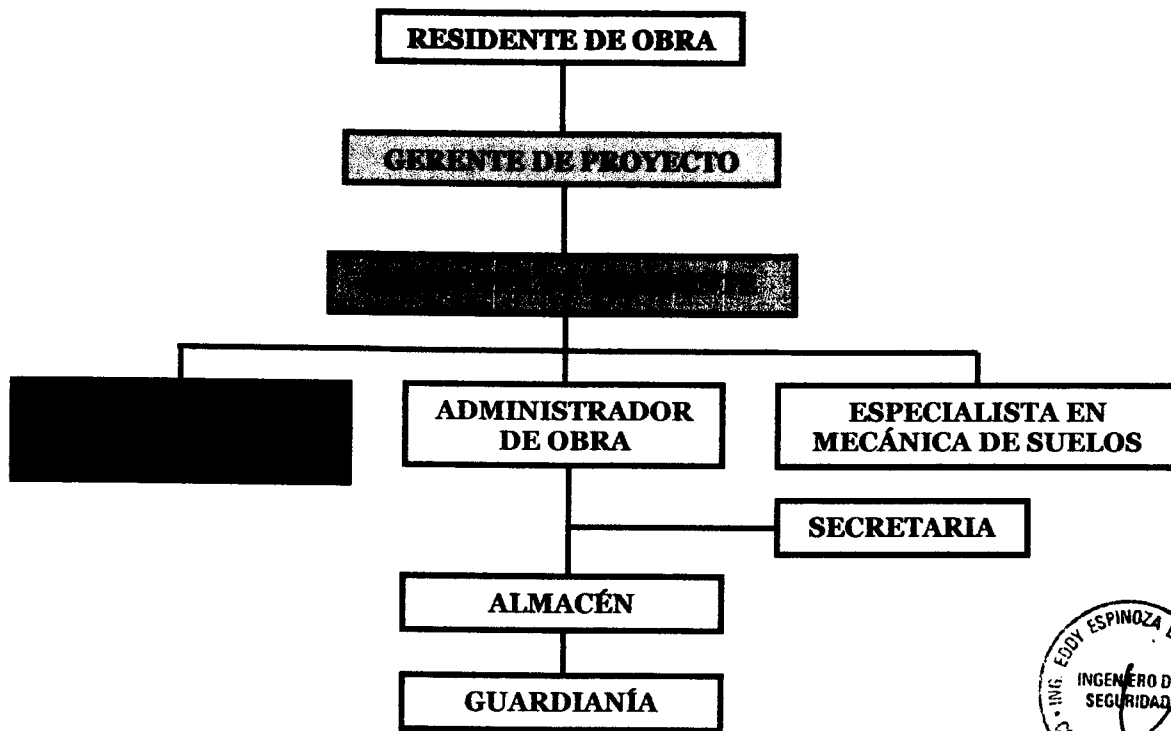 RESIDENTE DE OBRA
GERENTE DE PROYECTO
ADMINISTRADOR
DE OBRA
ESPECIALISTA EN
MECÁNICA DE SUELOS
SECRETARIA
ALMACÉN
GUARDIANÍA
ING. EDDY ESPINOZA
INGENIERO D
SEGURIDAD